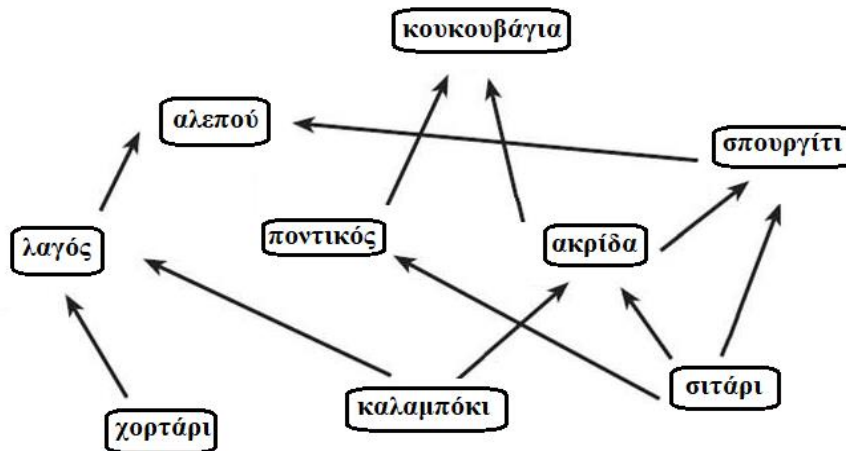 κουκουβάγια
αλεπού
σπουργίτι
λαγός
ποντικός
ακρίδα
χορτάρι
καλαμπόκι
σιτάρι